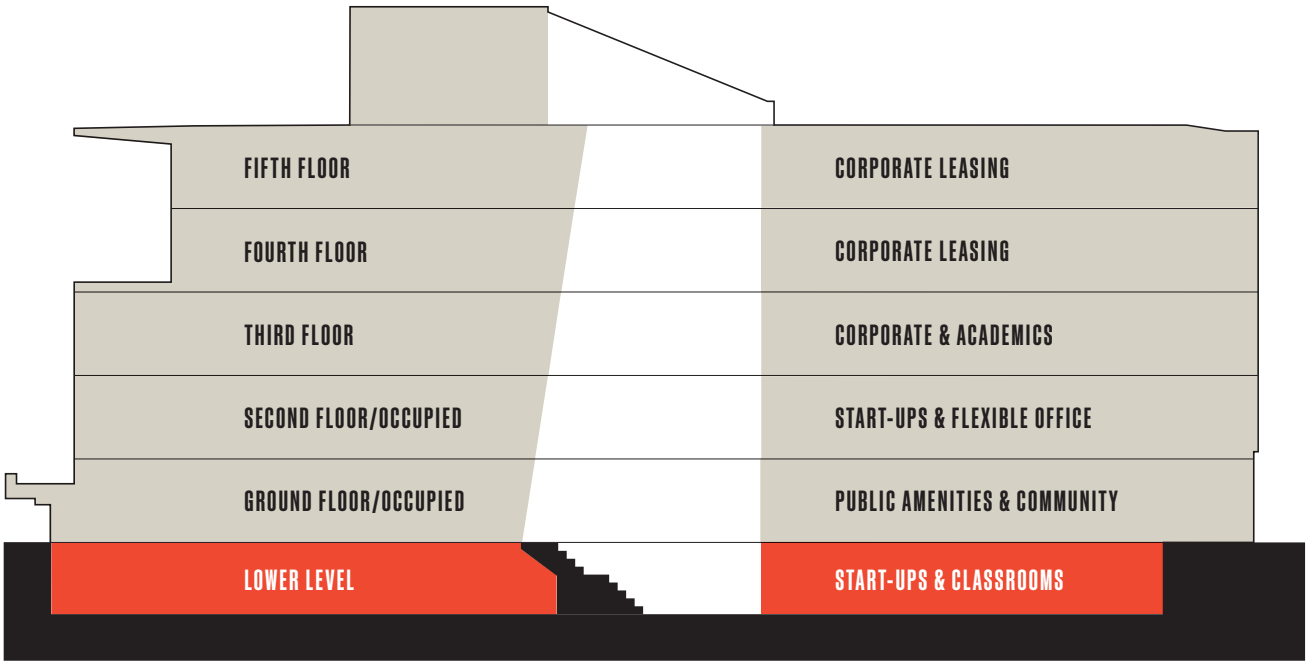 FIFTH FLOOR
CORPORATE LEASING
FOURTH FLOOR
CORPORATE LEASING
THIRD FLOOR
CORPORATE & ACADEMICS
SECOND FLOOR/OCCUPIED
START-UPS & FLEXIBLE OFFICE
GROUND FLOOR/OCCUPIED
PUBLIC AMENITIES & COMMUNITY
LOWER LEVEL
START-UPS & CLASSROOMS